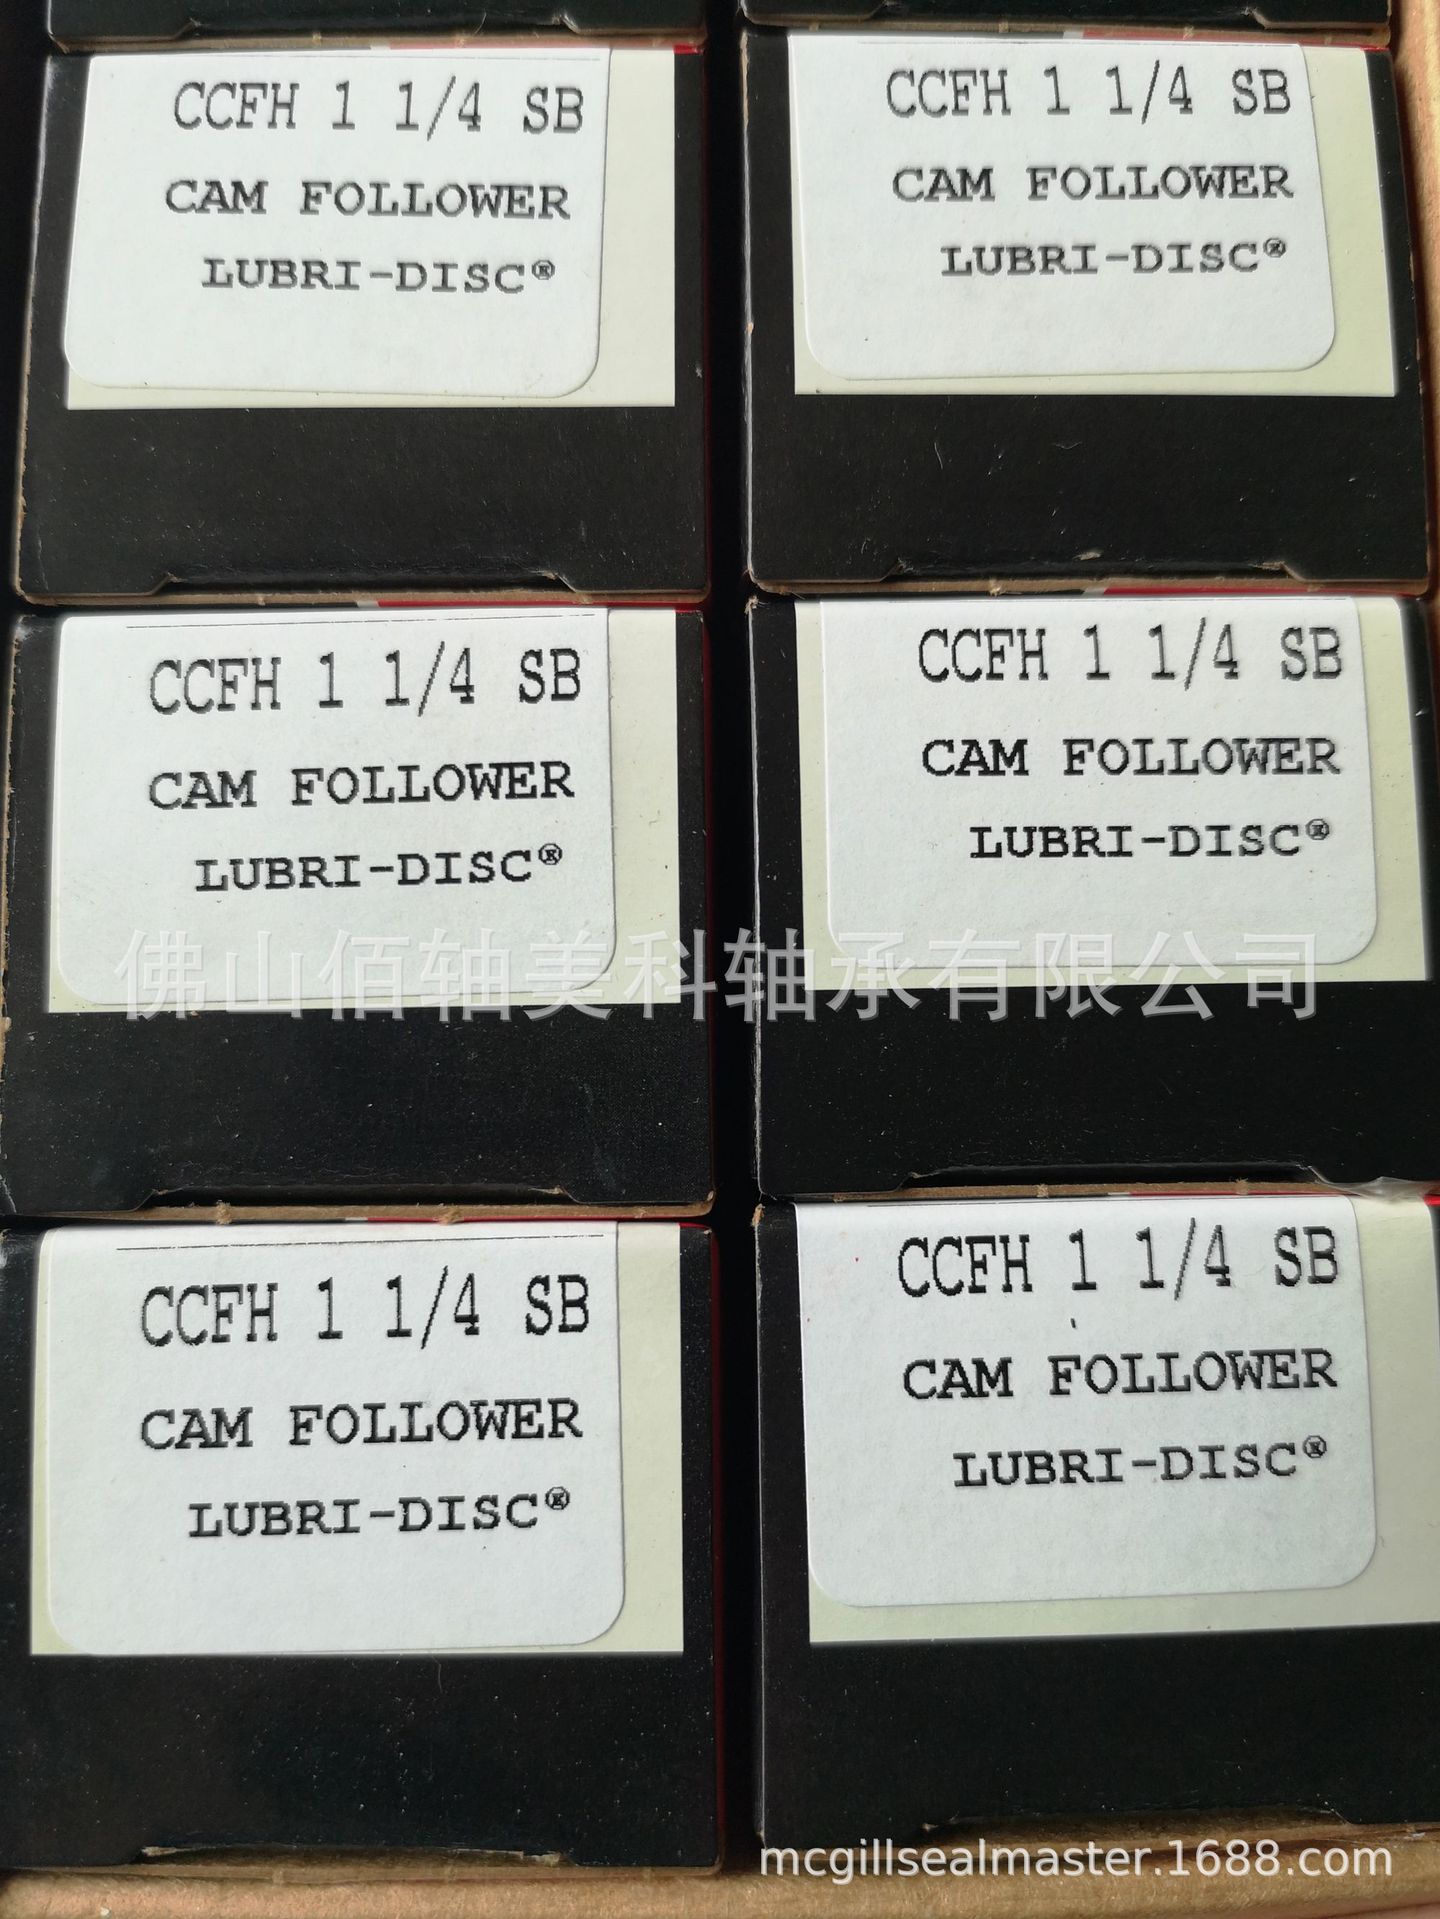 CCFH 1 1/4 SB
CAM FOLLOWER
LUBRI-DISC®
CCFH 1 1/4 SB
CAM FOLLOWER
LUBRI-DISC®
CCFH 1 1/4 SB
CAM FOLLOWER
LUBRI-DISC®
CCFH 1 1/4 SB
CAM FOLLOWER
LUBRI-DISC®
佛山佰轴美科轴承有限公司
CCFH 1 1/4 SB
CAM FOLLOWER
LUBRI-DISC®
CCFH 1 1/4 SB
CAM FOLLOWER
LUBRI-DISC®
mcgillsealmaster.1688.com